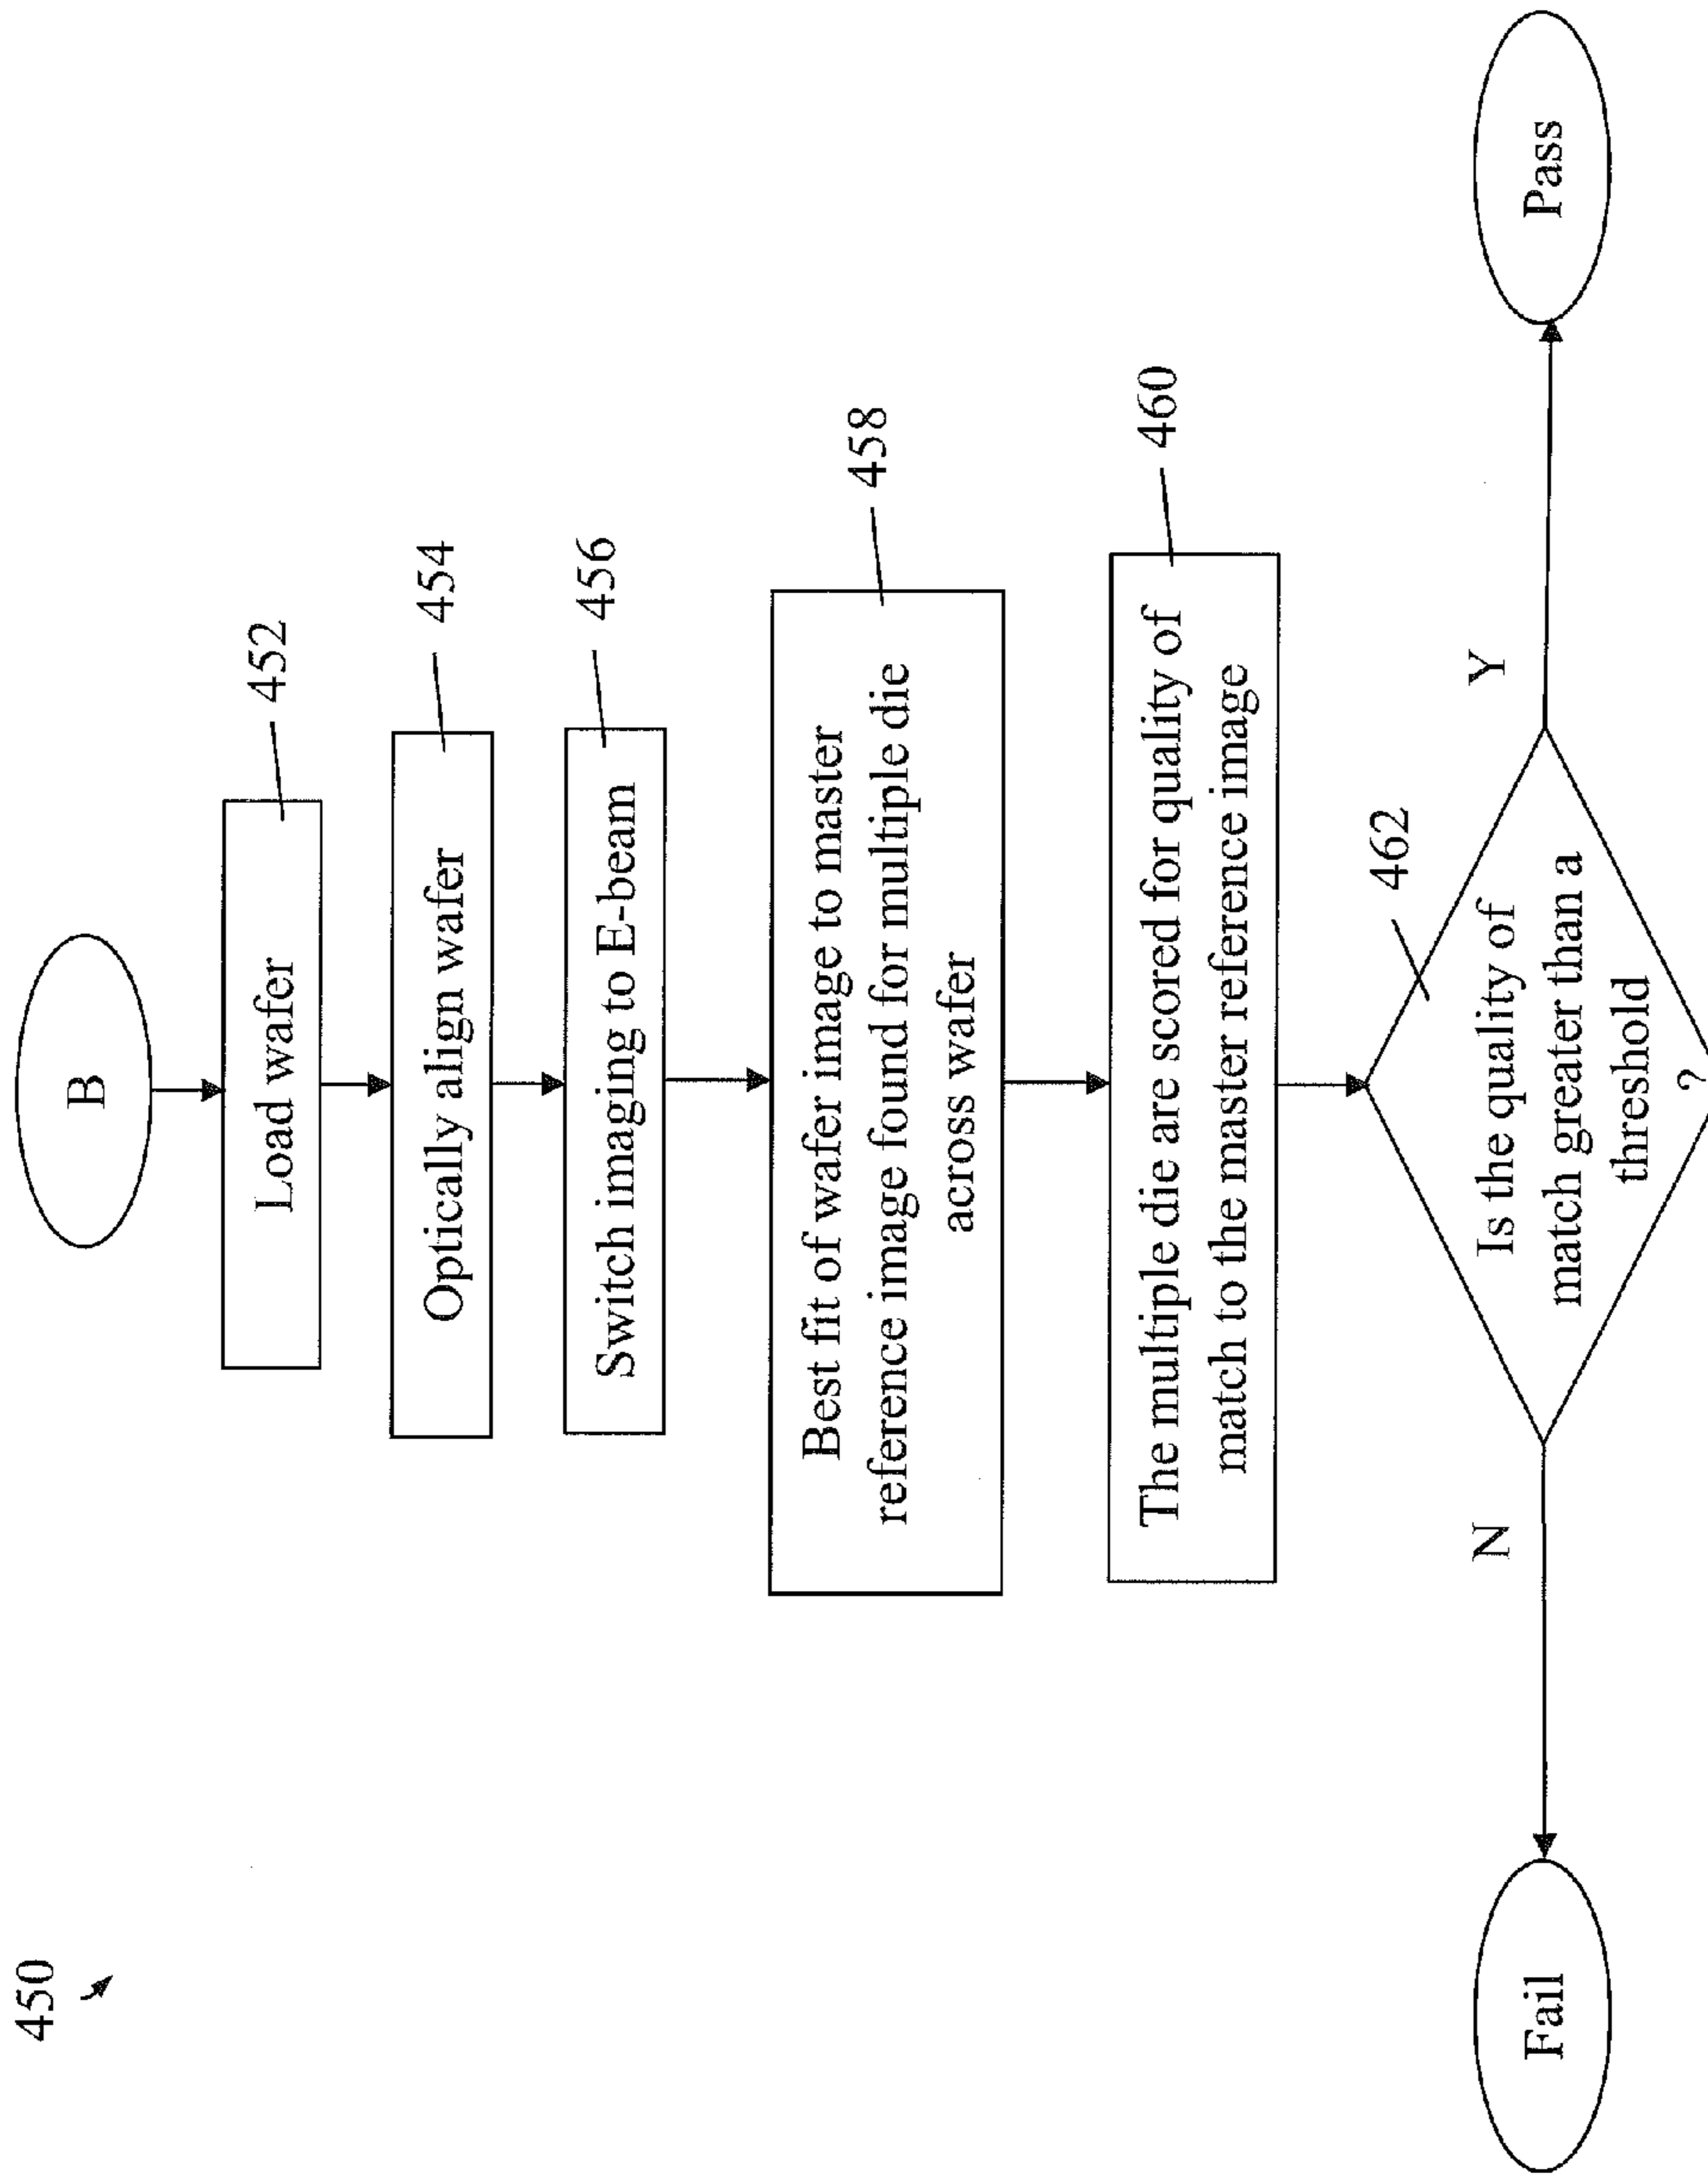 450
B
Load wafer
452
Optically align wafer
454
Switch imaging to E-beam
456
Best fit of wafer image to master
reference image found for multiple die
across wafer
458
The multiple die are scored for quality of
match to the master reference image
460
Is the quality of
match greater than a
threshold
?
462
N
Y
Fail
Pass